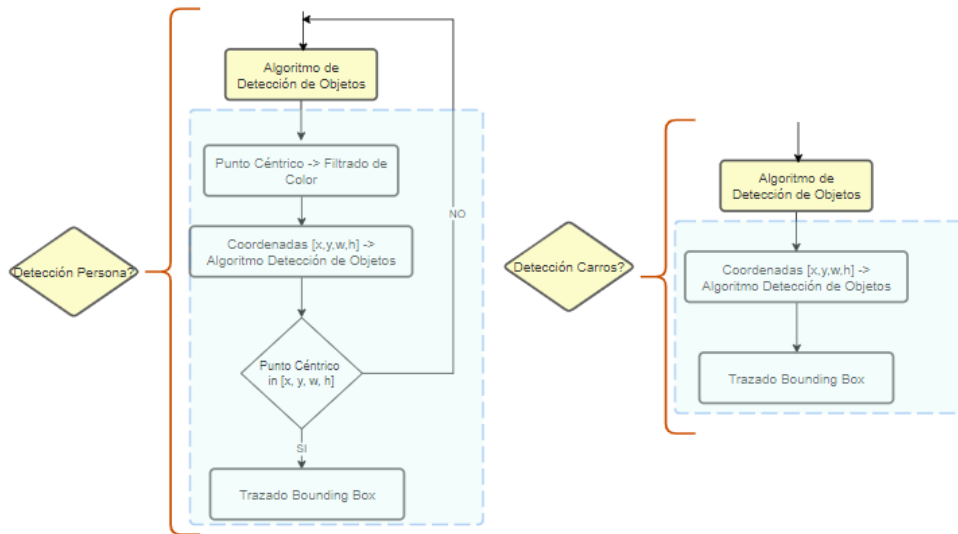 Algoritmo de
Detección de Objetos
Punto Céntrico -> Filtrado de
Color
NO
Coordenadas [x,y,w,h] ->
Algoritmo Detección de Objetos
Detección Persona?
Punto Céntrico
in [x, y, w, h]
SI
Trazado Bounding Box
Algoritmo de
Detección de Objetos
Detección Carros?
Coordenadas [x,y,w,h] ->
Algoritmo Detección de Objetos
Trazado Bounding Box